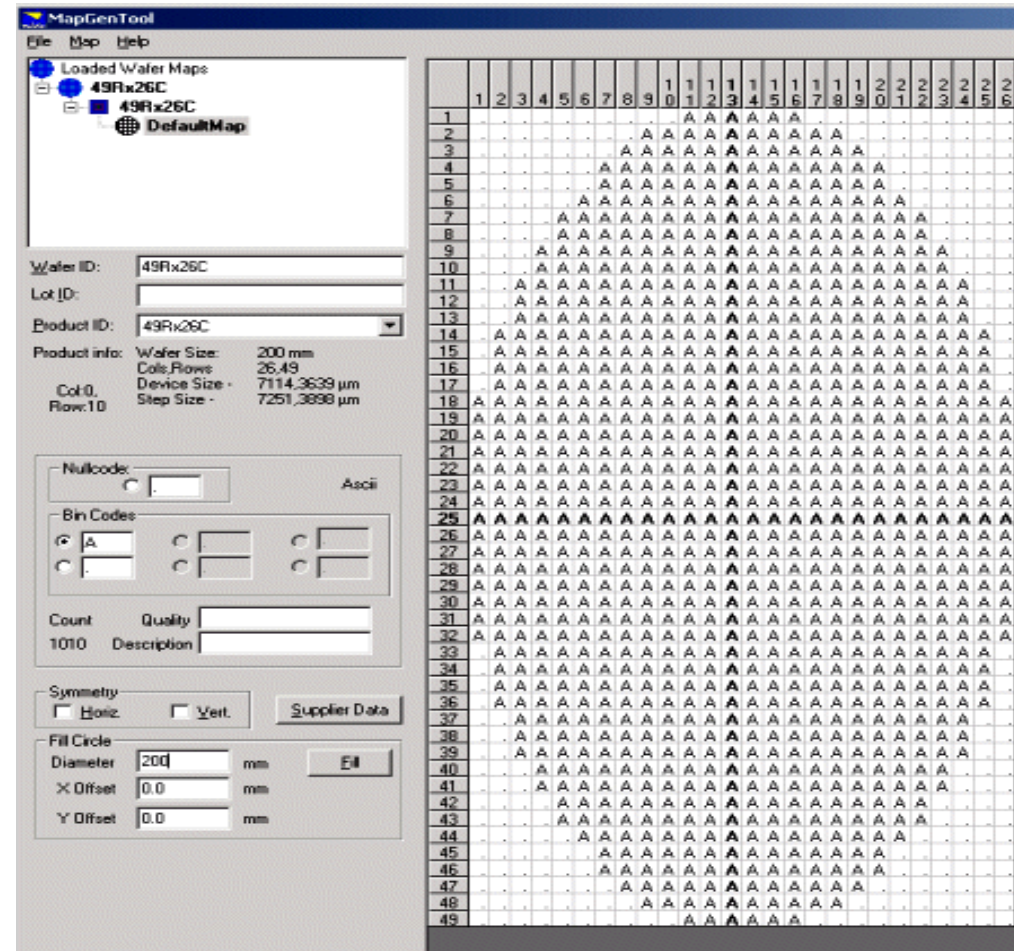 MapGenTool
File Map Help
Loaded Wafer Maps
49Rx26C
49Rx26C
DefaultMap
Wafer ID: 49Rx26C
Lot ID:
Product ID: 49Rx26C
Product info: Wafer Size: 200 mm
Cols,Rows 26,49
Device Size - 7114,3639 µm
Step Size - 7251,3898 µm
Col:0,
Row:10
Nullcode:
.
Ascii
Bin Codes
A . .
. . .
Count Quality
1010 Description
Symmetry
Horiz. Vert. Supplier Data
Fill Circle
Diameter 200 mm Fill
X Offset 0.0 mm
Y Offset 0.0 mm
1 2 3 4 5 6 7 8 9 10 11 12 13 14 15 16 17 18 19 20 21 22 23 24 25 26
1 . . . . . . . . . . A A A A A A . . . . . . . . . .
2 . . . . . . . . A A A A A A A A A A . . . . . . . .
3 . . . . . . . A A A A A A A A A A A A . . . . . . .
4 . . . . . . A A A A A A A A A A A A A A . . . . . .
5 . . . . . . A A A A A A A A A A A A A A . . . . . .
6 . . . . . A A A A A A A A A A A A A A A A . . . . .
7 . . . . A A A A A A A A A A A A A A A A A A . . . .
8 . . . . A A A A A A A A A A A A A A A A A A . . . .
9 . . . A A A A A A A A A A A A A A A A A A A A . . .
10 . . . A A A A A A A A A A A A A A A A A A A A . . .
11 . . A A A A A A A A A A A A A A A A A A A A A A . .
12 . . A A A A A A A A A A A A A A A A A A A A A A . .
13 . . A A A A A A A A A A A A A A A A A A A A A A . .
14 . A A A A A A A A A A A A A A A A A A A A A A A A .
15 . A A A A A A A A A A A A A A A A A A A A A A A A .
16 . A A A A A A A A A A A A A A A A A A A A A A A A .
17 . A A A A A A A A A A A A A A A A A A A A A A A A .
18 A A A A A A A A A A A A A A A A A A A A A A A A A A
19 A A A A A A A A A A A A A A A A A A A A A A A A A A
20 A A A A A A A A A A A A A A A A A A A A A A A A A A
21 A A A A A A A A A A A A A A A A A A A A A A A A A A
22 A A A A A A A A A A A A A A A A A A A A A A A A A A
23 A A A A A A A A A A A A A A A A A A A A A A A A A A
24 A A A A A A A A A A A A A A A A A A A A A A A A A A
25 A A A A A A A A A A A A A A A A A A A A A A A A A A
26 A A A A A A A A A A A A A A A A A A A A A A A A A A
27 A A A A A A A A A A A A A A A A A A A A A A A A A A
28 A A A A A A A A A A A A A A A A A A A A A A A A A A
29 A A A A A A A A A A A A A A A A A A A A A A A A A A
30 A A A A A A A A A A A A A A A A A A A A A A A A A A
31 A A A A A A A A A A A A A A A A A A A A A A A A A A
32 A A A A A A A A A A A A A A A A A A A A A A A A A A
33 . A A A A A A A A A A A A A A A A A A A A A A A A .
34 . A A A A A A A A A A A A A A A A A A A A A A A A .
35 . A A A A A A A A A A A A A A A A A A A A A A A A .
36 . A A A A A A A A A A A A A A A A A A A A A A A A .
37 . . A A A A A A A A A A A A A A A A A A A A A A . .
38 . . A A A A A A A A A A A A A A A A A A A A A A . .
39 . . A A A A A A A A A A A A A A A A A A A A A A . .
40 . . . A A A A A A A A A A A A A A A A A A A A . . .
41 . . . A A A A A A A A A A A A A A A A A A A A . . .
42 . . . . A A A A A A A A A A A A A A A A A A . . . .
43 . . . . A A A A A A A A A A A A A A A A A A . . . .
44 . . . . . A A A A A A A A A A A A A A A A . . . . .
45 . . . . . . A A A A A A A A A A A A A A . . . . . .
46 . . . . . . A A A A A A A A A A A A A A . . . . . .
47 . . . . . . . A A A A A A A A A A A A . . . . . . .
48 . . . . . . . . A A A A A A A A A A . . . . . . . .
49 . . . . . . . . . . A A A A A A . . . . . . . . . .